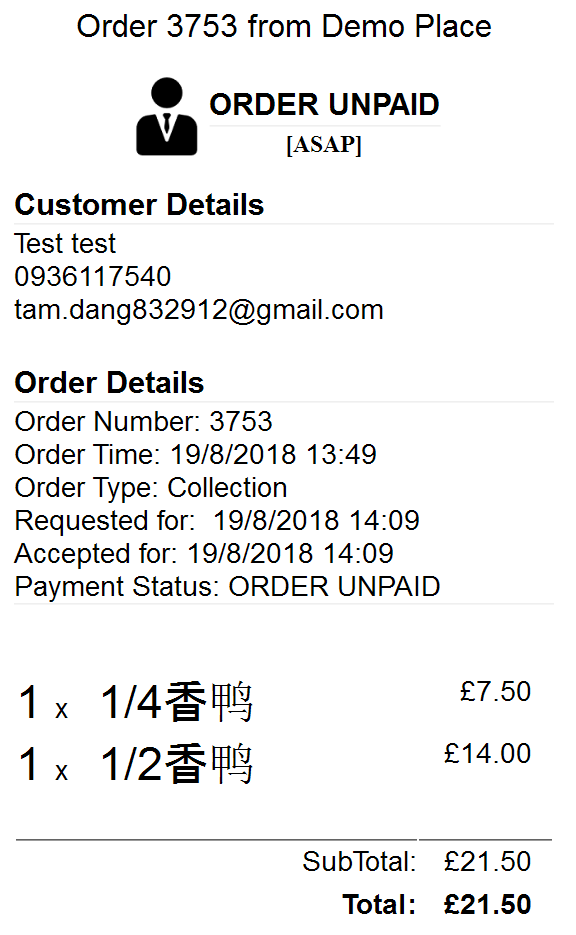 Order 3753 from Demo Place
ORDER UNPAID
[ASAP]
Customer Details
Test test
0936117540
tam.dang832912@gmail.com
Order Details
Order Number: 3753
Order Time: 19/8/2018 13:49
Order Type: Collection
Requested for:  19/8/2018 14:09
Accepted for: 19/8/2018 14:09
Payment Status: ORDER UNPAID
1 x 1/4香鸭 £7.50
1 x 1/2香鸭 £14.00
SubTotal: £21.50
Total: £21.50